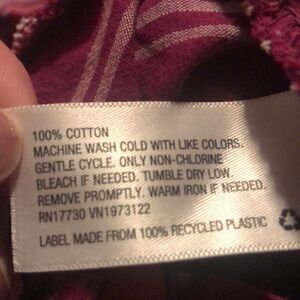 100% COTTON
MACHINE WASH COLD WITH LIKE COLORS.
GENTLE CYCLE. ONLY NON-CHLORINE
BLEACH IF NEEDED. TUMBLE DRY LOW.
REMOVE PROMPTLY. WARM IRON IF NEEDED.
RN17730 VN1973122
LABEL MADE FROM 100% RECYCLED PLASTIC